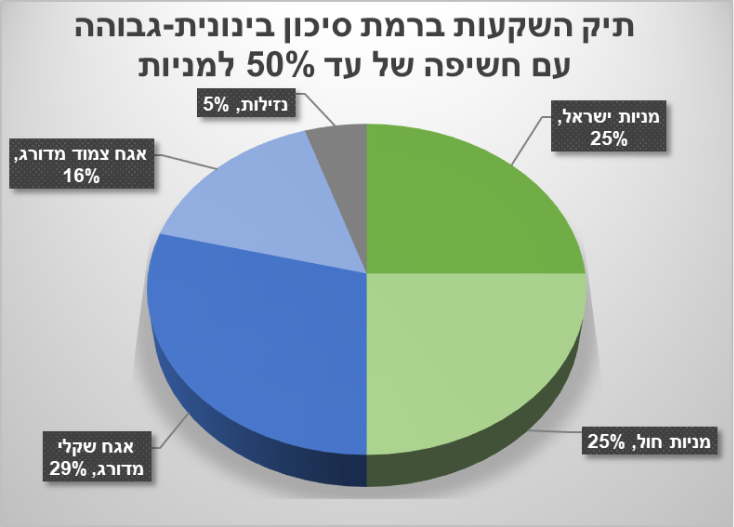 תיק השקעות ברמת סיכון בינונית-גבוהה
עם חשיפה של עד 50% למניות
נזילות, 5%
מניות ישראל,
25%
אגח צמוד מדורג,
16%
אגח שקלי
מדורג, 29%
מניות חול, 25%